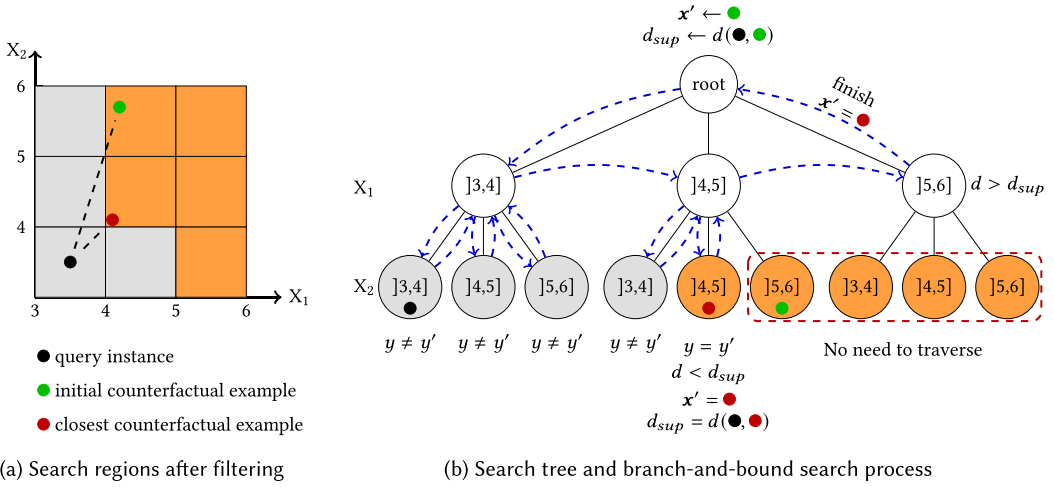 X₂
6
5
4
3
4
5
6
X₁
query instance
initial counterfactual example
closest counterfactual example
(a) Search regions after filtering
x′ ←
d_sup ← d( , )
root
finish
x′ =
X₁
]3,4]
]4,5]
]5,6]
d > d_sup
X₂
]3,4]
]4,5]
]5,6]
]3,4]
]4,5]
]5,6]
]3,4]
]4,5]
]5,6]
y ≠ y′
y ≠ y′
y ≠ y′
y ≠ y′
y = y′
d < d_sup
x′ =
d_sup = d( , )
No need to traverse
(b) Search tree and branch-and-bound search process